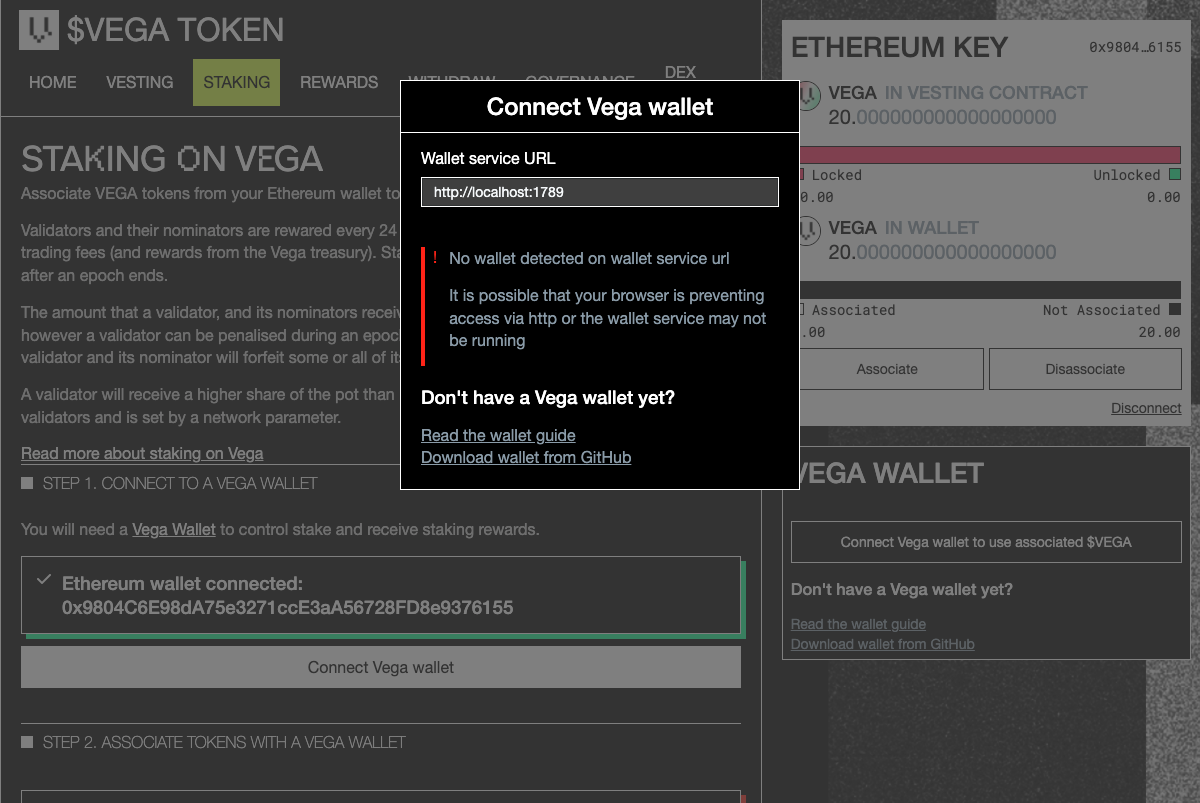 $VEGA TOKEN
HOME VESTING STAKING REWARDS WITHDRAW GOVERNANCE DEX
STAKING ON VEGA
Associate VEGA tokens from your Ethereum wallet to
Validators and their nominators are rewared every 24
trading fees (and rewards from the Vega treasury). Sta
after an epoch ends.
The amount that a validator, and its nominators receiv
however a validator can be penalised during an epoc
validator and its nominator will forfeit some or all of it
A validator will receive a higher share of the pot than
validators and is set by a network parameter.
Read more about staking on Vega
STEP 1. CONNECT TO A VEGA WALLET
You will need a Vega Wallet to control stake and receive staking rewards.
Ethereum wallet connected:
0x9804C6E98dA75e3271ccE3aA56728FD8e9376155
Connect Vega wallet
STEP 2. ASSOCIATE TOKENS WITH A VEGA WALLET
Connect Vega wallet
Wallet service URL
http://localhost:1789
! No wallet detected on wallet service url
It is possible that your browser is preventing
access via http or the wallet service may not
be running
Don't have a Vega wallet yet?
Read the wallet guide
Download wallet from GitHub
ETHEREUM KEY 0x9804…6155
VEGA IN VESTING CONTRACT
20.000000000000000000
Locked Unlocked
0.00 0.00
VEGA IN WALLET
20.000000000000000000
Associated Not Associated
.00 20.00
Associate Disassociate
Disconnect
VEGA WALLET
Connect Vega wallet to use associated $VEGA
Don't have a Vega wallet yet?
Read the wallet guide
Download wallet from GitHub